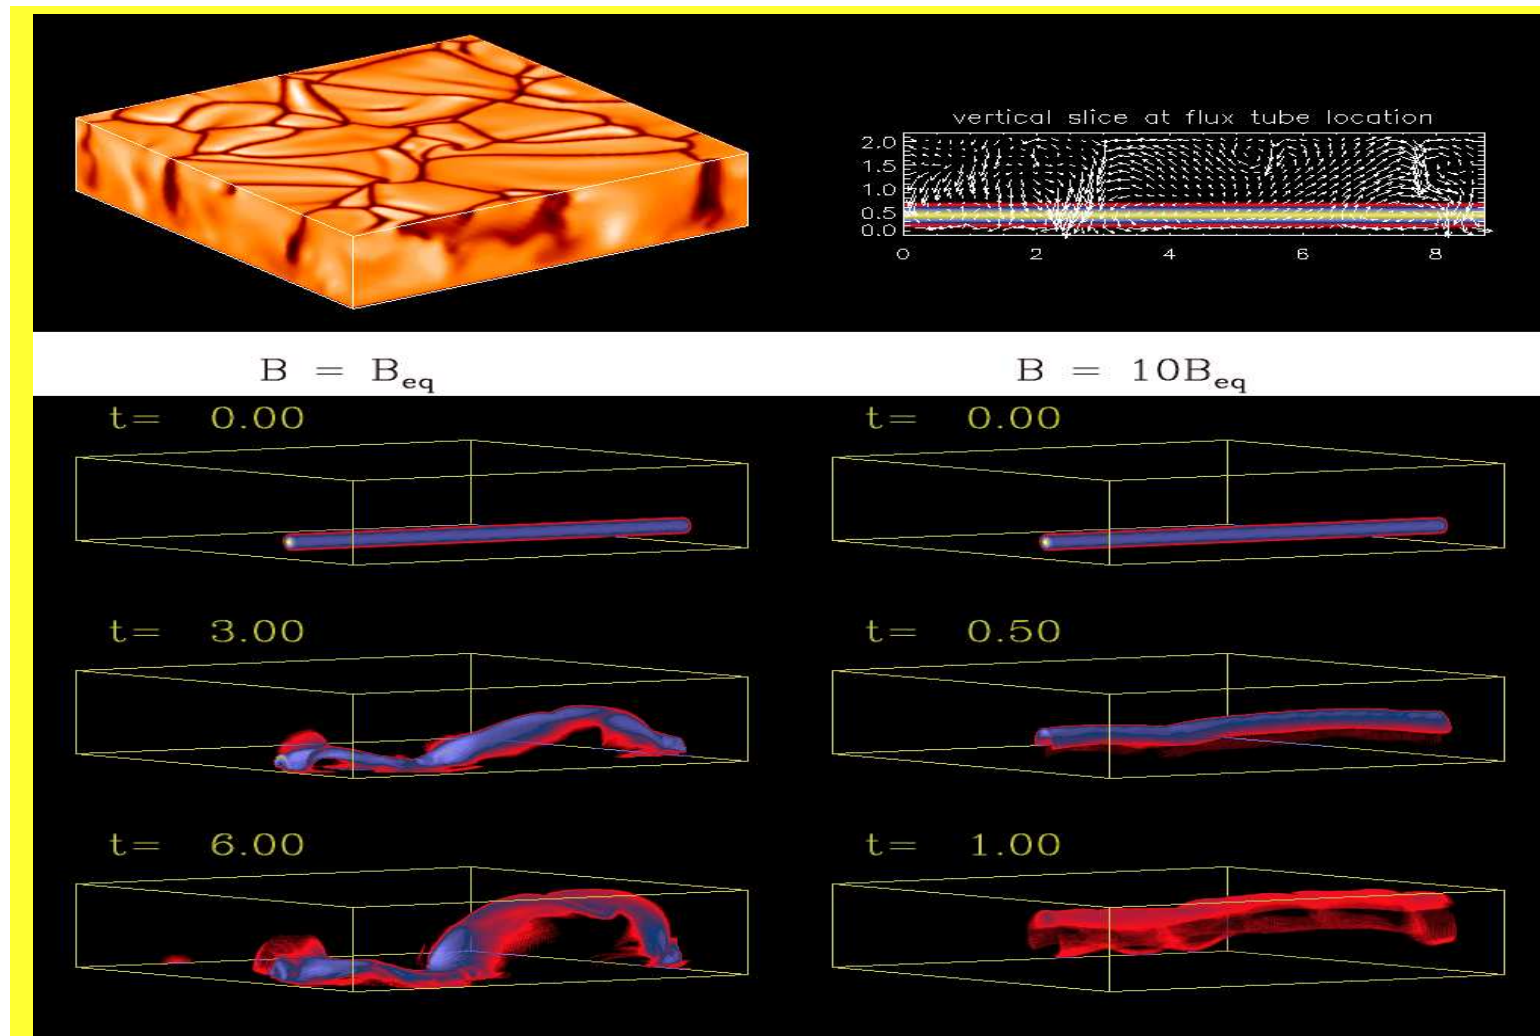 vertical slice at flux tube location
2.0
1.5
1.0
0.5
0.0
0 2 4 6 8
B = B_eq
B = 10B_eq
t= 0.00
t= 0.00
t= 3.00
t= 0.50
t= 6.00
t= 1.00